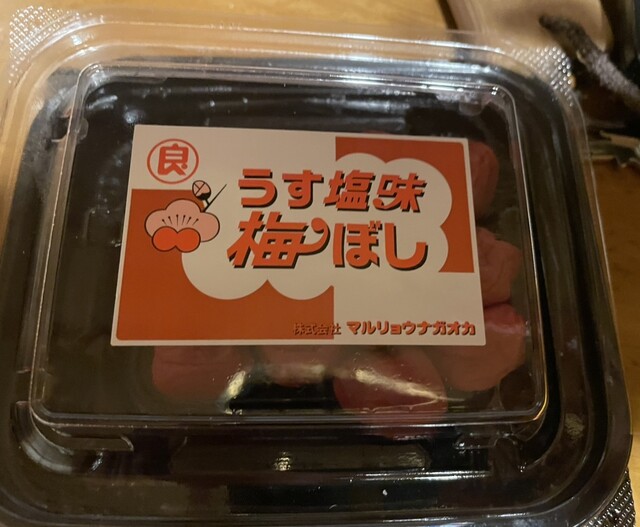 良
うす塩味
梅ぼし
株式会社 マルリョウナガオカ